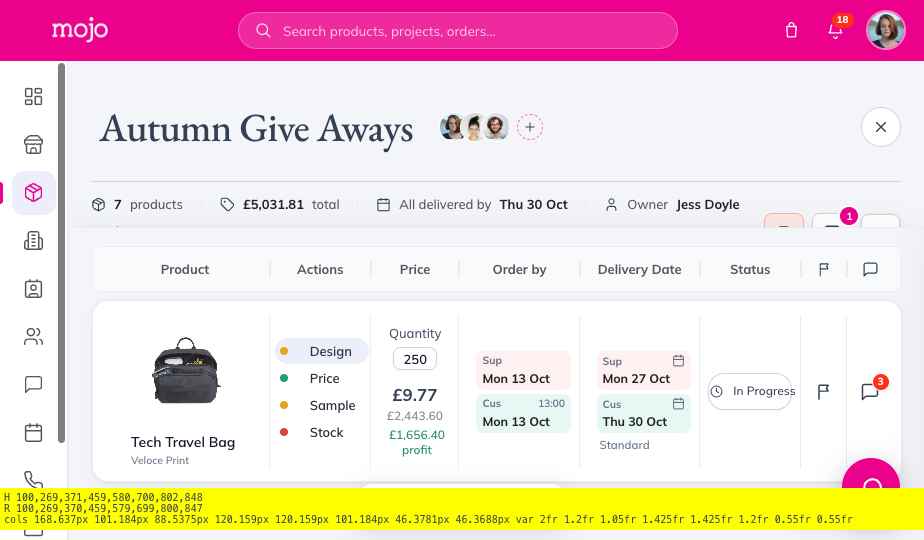 mojo
Search products, projects, orders...
18
Autumn Give Aways
7 products
£5,031.81 total
All delivered by Thu 30 Oct
Owner Jess Doyle
1
Product Actions Price Order by Delivery Date Status
Tech Travel Bag
Veloce Print
Design
Price
Sample
Stock
Quantity
250
£9.77
£2,443.60
£1,656.40
profit
Sup
Mon 13 Oct
Cus 13:00
Mon 13 Oct
Sup
Mon 27 Oct
Cus
Thu 30 Oct
Standard
In Progress
3
H 100,269,371,459,580,700,802,848
R 100,269,370,459,579,699,800,847
cols 168.637px 101.184px 88.5375px 120.159px 120.159px 101.184px 46.3781px 46.3688px var 2fr 1.2fr 1.05fr 1.425fr 1.425fr 1.2fr 0.55fr 0.55fr